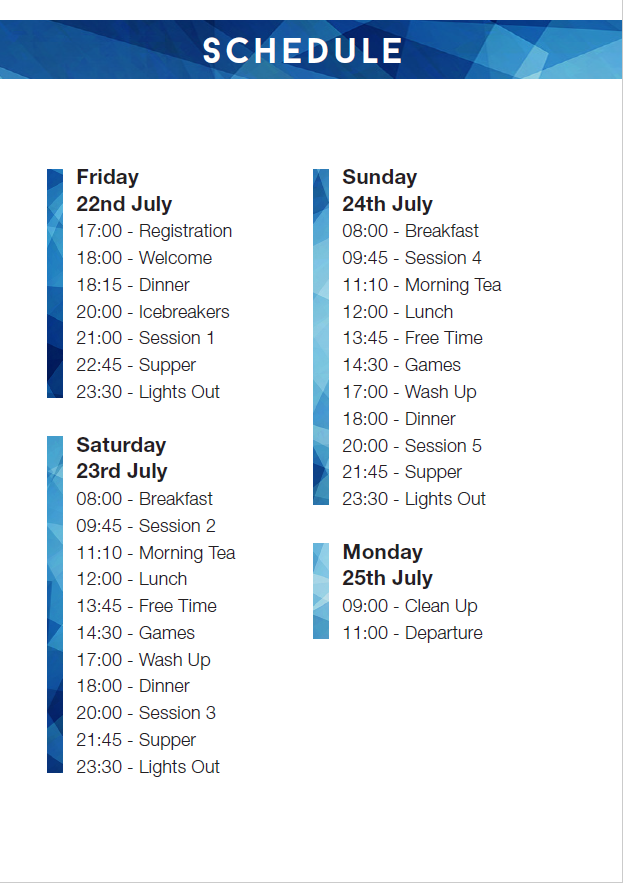 SCHEDULE
Friday
22nd July
17:00 - Registration
18:00 - Welcome
18:15 - Dinner
20:00 - Icebreakers
21:00 - Session 1
22:45 - Supper
23:30 - Lights Out
Saturday
23rd July
08:00 - Breakfast
09:45 - Session 2
11:10 - Morning Tea
12:00 - Lunch
13:45 - Free Time
14:30 - Games
17:00 - Wash Up
18:00 - Dinner
20:00 - Session 3
21:45 - Supper
23:30 - Lights Out
Sunday
24th July
08:00 - Breakfast
09:45 - Session 4
11:10 - Morning Tea
12:00 - Lunch
13:45 - Free Time
14:30 - Games
17:00 - Wash Up
18:00 - Dinner
20:00 - Session 5
21:45 - Supper
23:30 - Lights Out
Monday
25th July
09:00 - Clean Up
11:00 - Departure